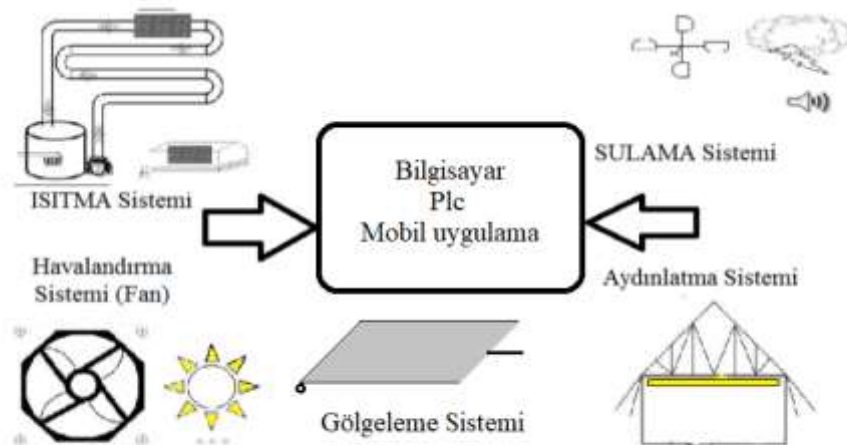 ISITMA Sistemi
Bilgisayar
Plc
Mobil uygulama
SULAMA Sistemi
Havalandırma
Sistemi (Fan)
Aydınlatma Sistemi
Gölgeleme Sistemi